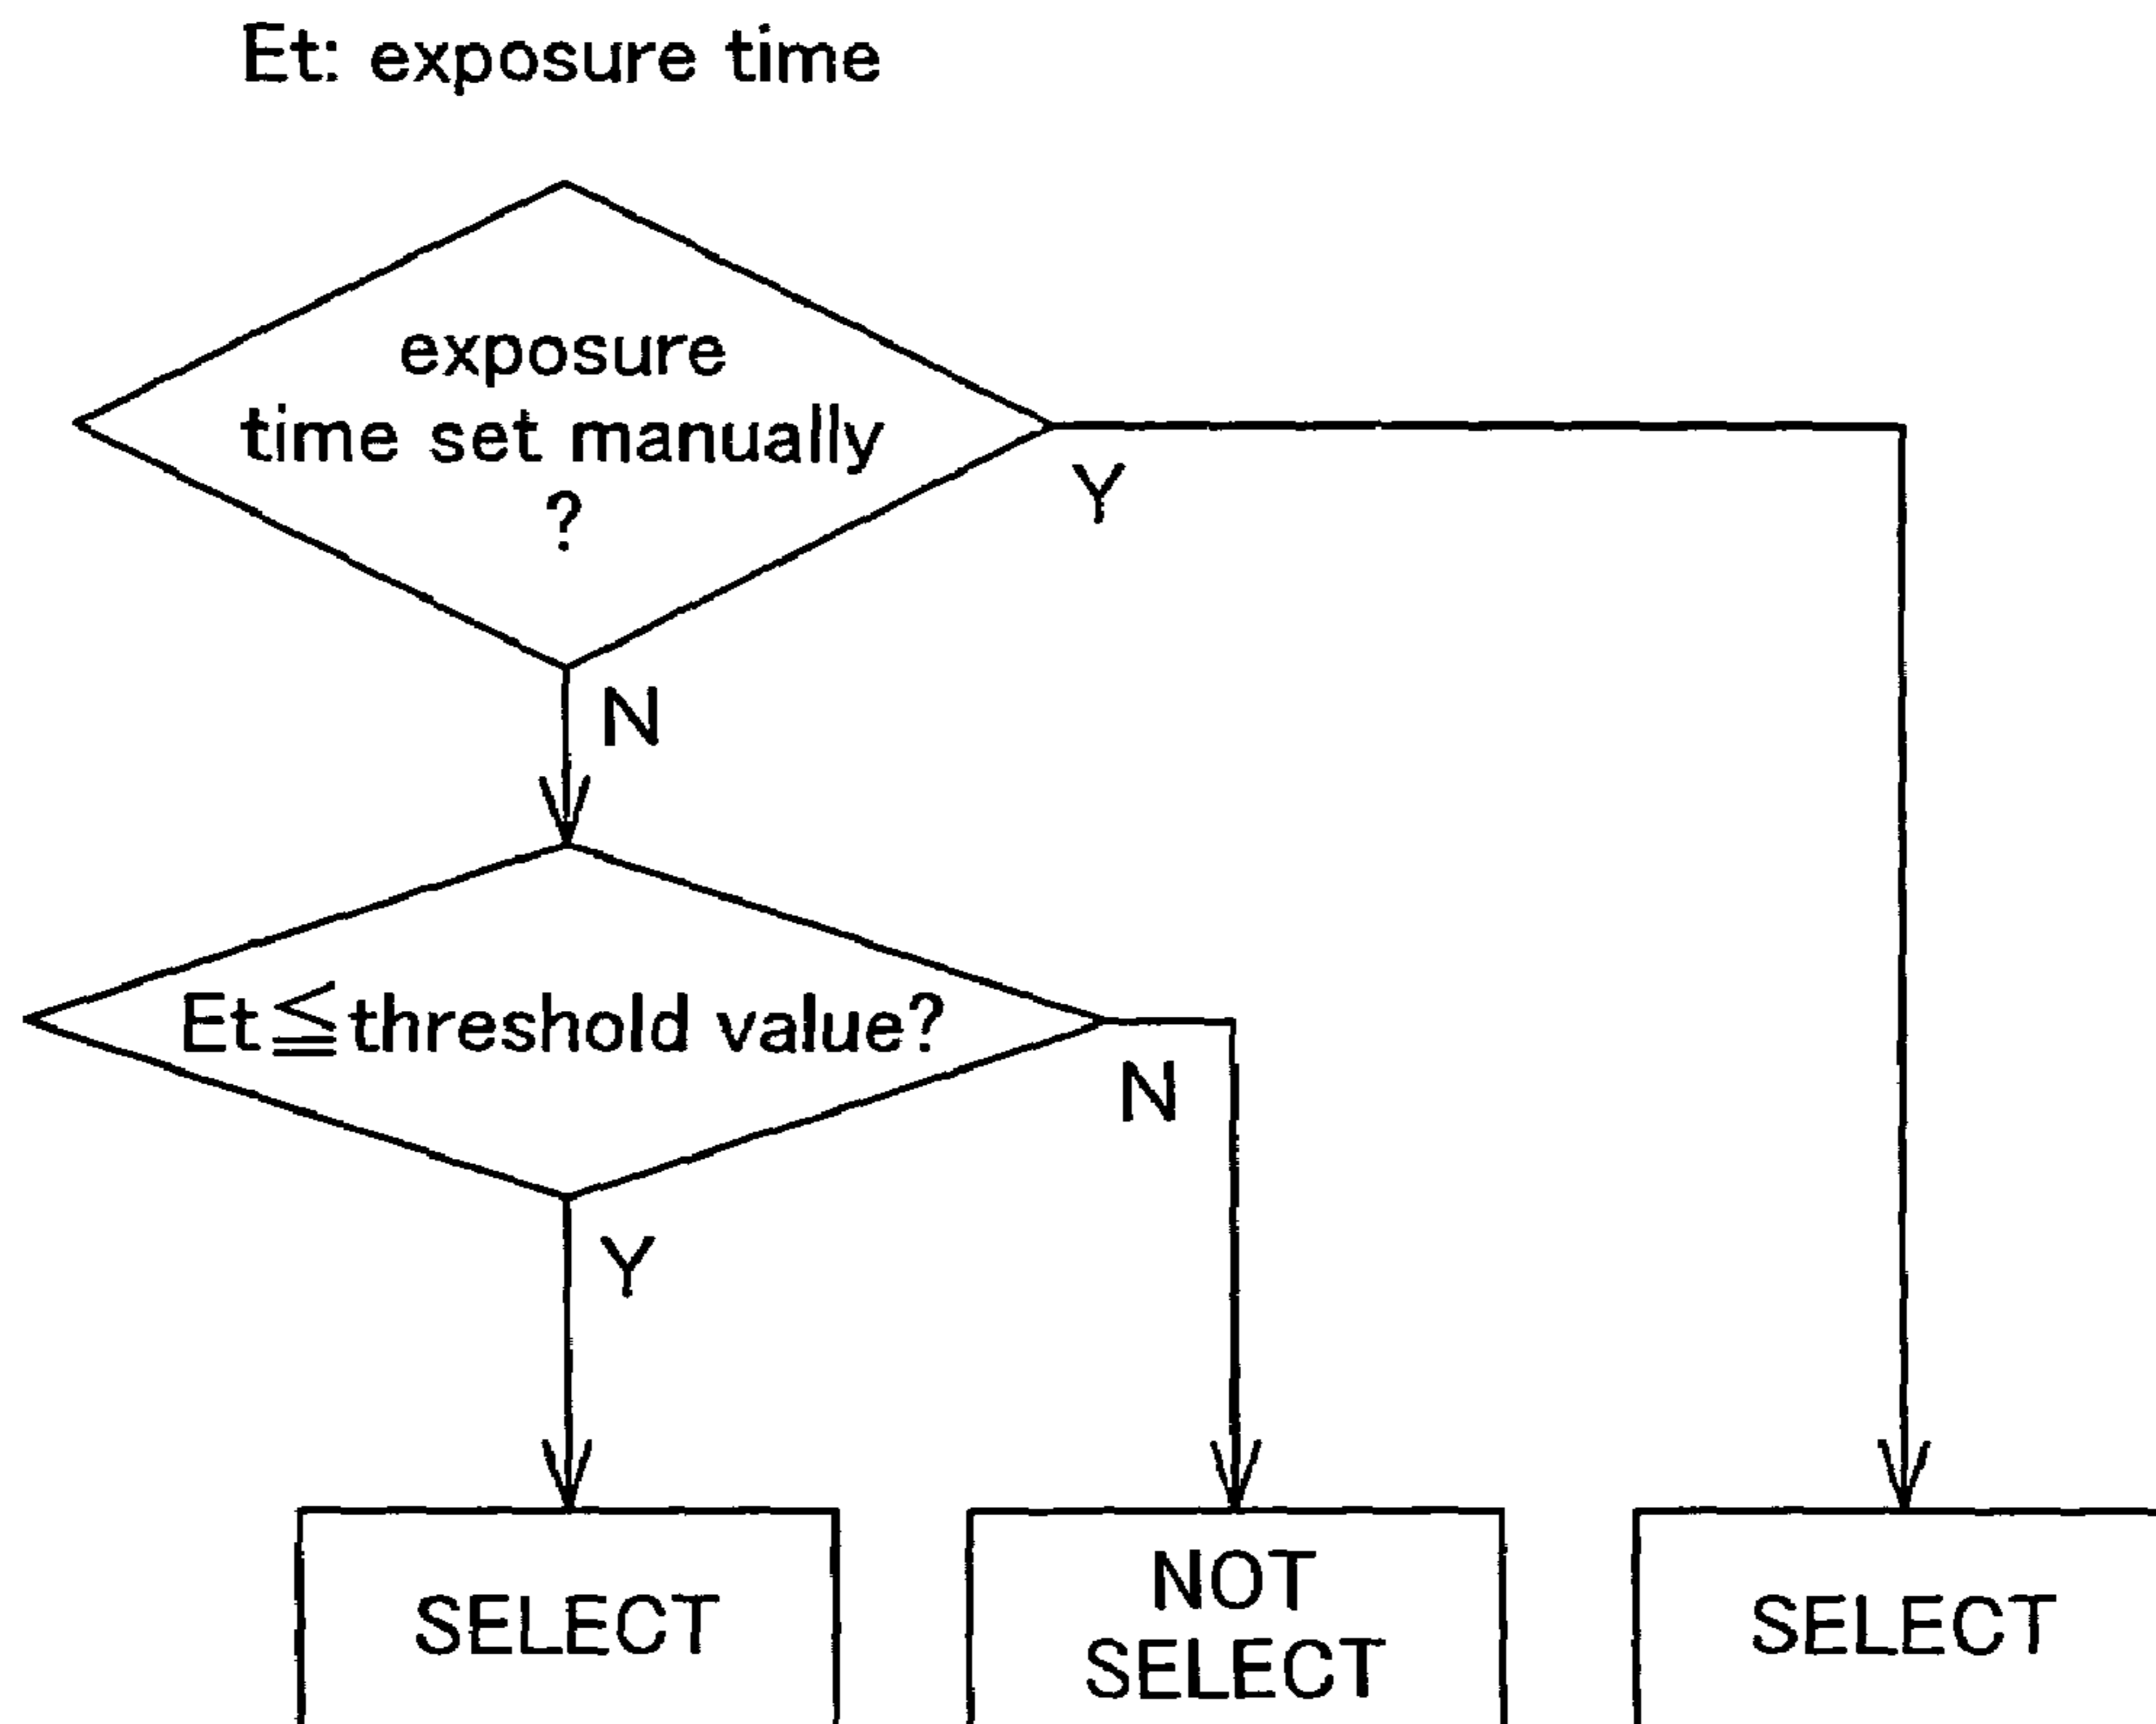 Et: exposure time
exposure
time set manually
?
Y
N
Et≦threshold value?
N
Y
SELECT
NOT
SELECT
SELECT